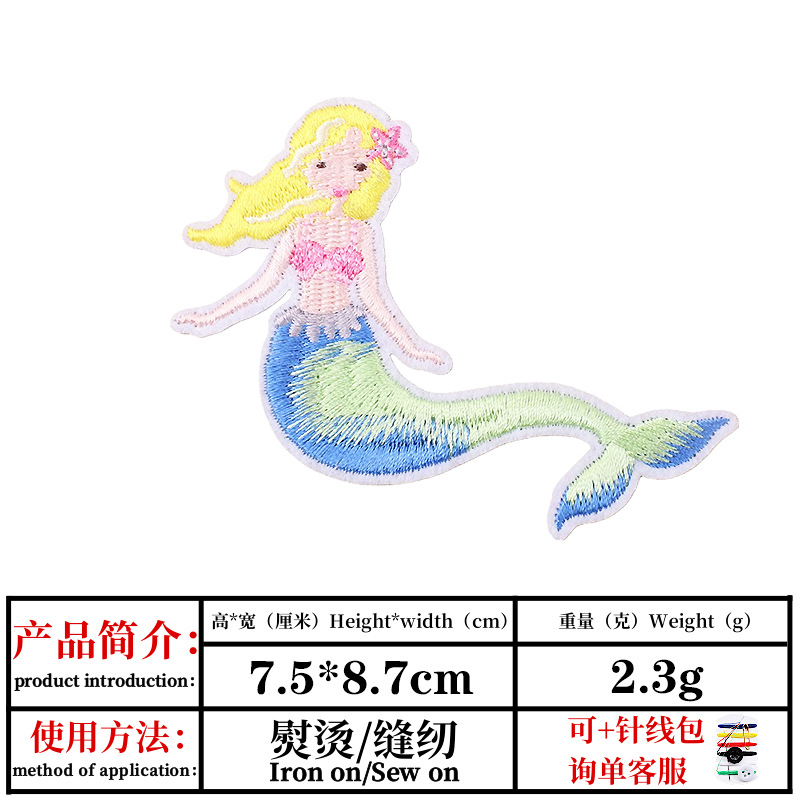 产品简介：
product introduction：
高*宽（厘米）Height*width（cm）
重量（克）Weight（g）
7.5*8.7cm
2.3g
使用方法：
method of application：
熨烫/缝纫
Iron on/Sew on
可+针线包
询单客服